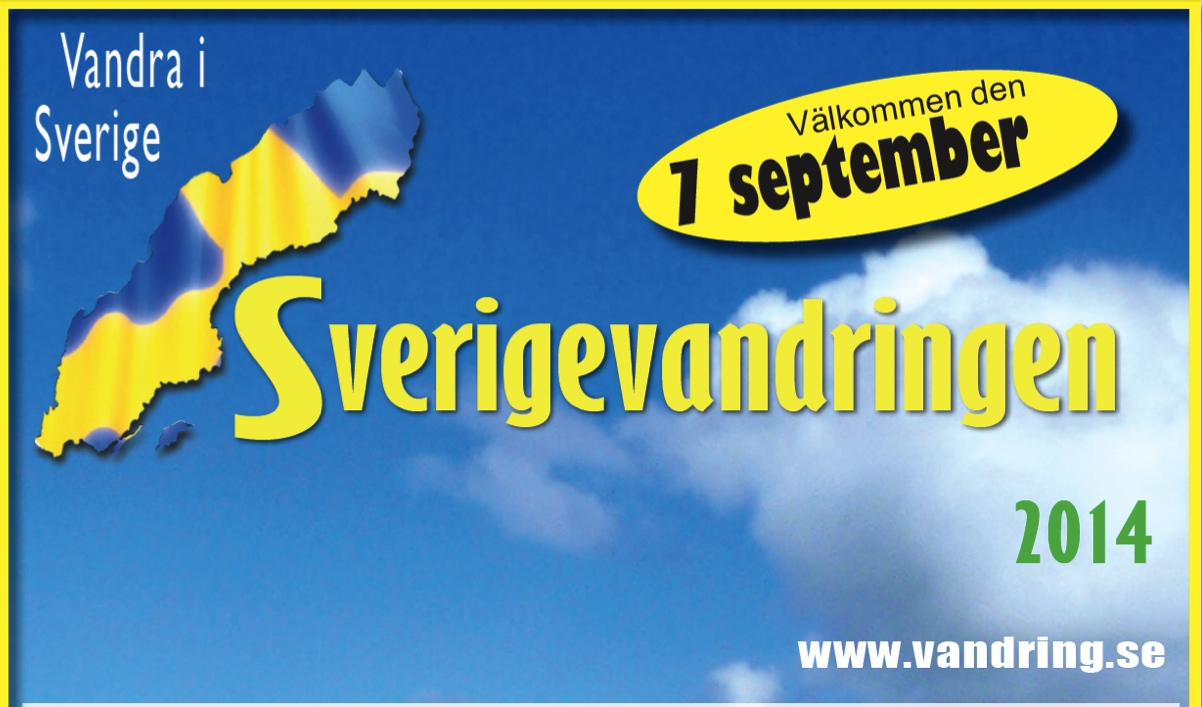 Vandra i
Sverige
Välkommen den
7 september
Sverigevandringen
2014
www.vandring.se